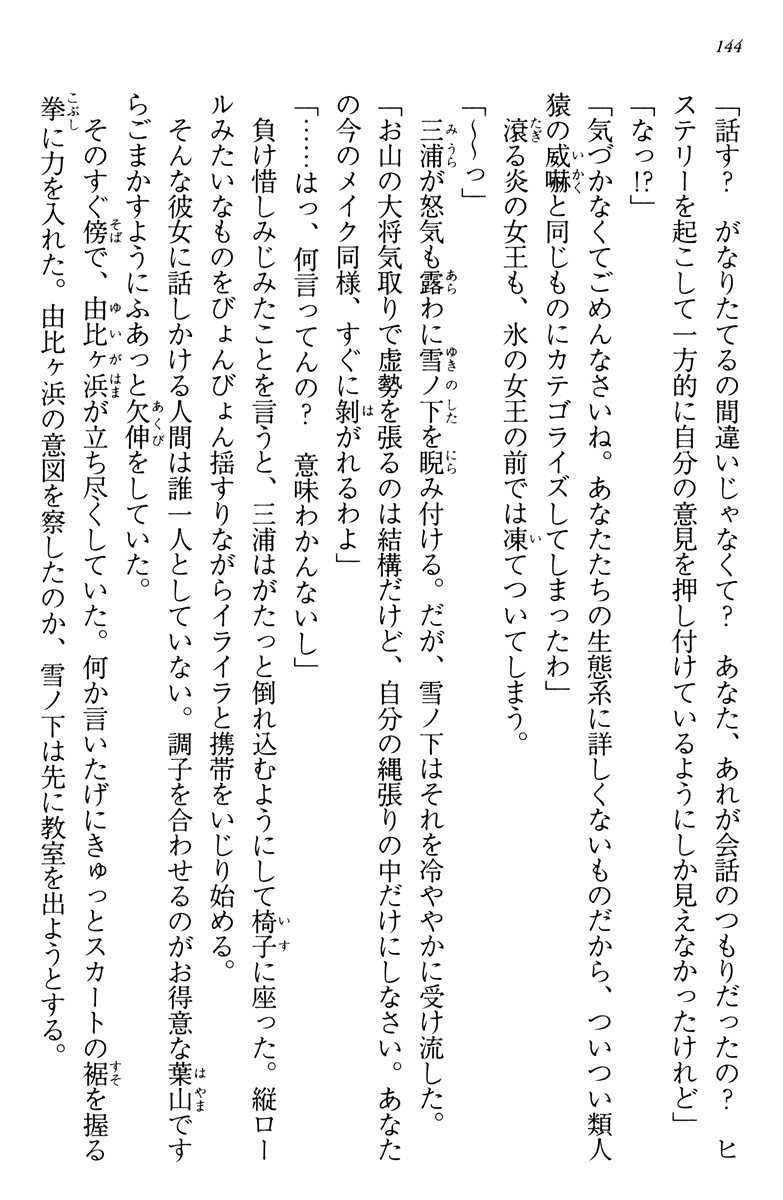 144
「話す？　がなりたてるの間違いじゃなくて？　あなた、あれが会話のつもりだったの？　ヒ
ステリーを起こして一方的に自分の意見を押し付けているようにしか見えなかったけれど」
「なっ!?」
「気づかなくてごめんなさいね。あなたたちの生態系に詳しくないものだから、ついつい類人
猿の威嚇と同じものにカテゴライズしてしまったわ」
　滾る炎の女王も、氷の女王の前では凍てついてしまう。
「～～っ」
　三浦が怒気も露わに雪ノ下を睨み付ける。だが、雪ノ下はそれを冷ややかに受け流した。
「お山の大将気取りで虚勢を張るのは結構だけど、自分の縄張りの中だけにしなさい。あなた
の今のメイク同様、すぐに剝がれるわよ」
「……はっ、何言ってんの？　意味わかんないし」
　負け惜しみじみたことを言うと、三浦はがたっと倒れ込むようにして椅子に座った。縦ロー
ルみたいなものをびょんびょん揺すりながらイライラと携帯をいじり始める。
　そんな彼女に話しかける人間は誰一人としていない。調子を合わせるのがお得意な葉山です
らごまかすようにふあっと欠伸をしていた。
　そのすぐ傍で、由比ヶ浜が立ち尽くしていた。何か言いたげにきゅっとスカートの裾を握る
拳に力を入れた。由比ヶ浜の意図を察したのか、雪ノ下は先に教室を出ようとする。